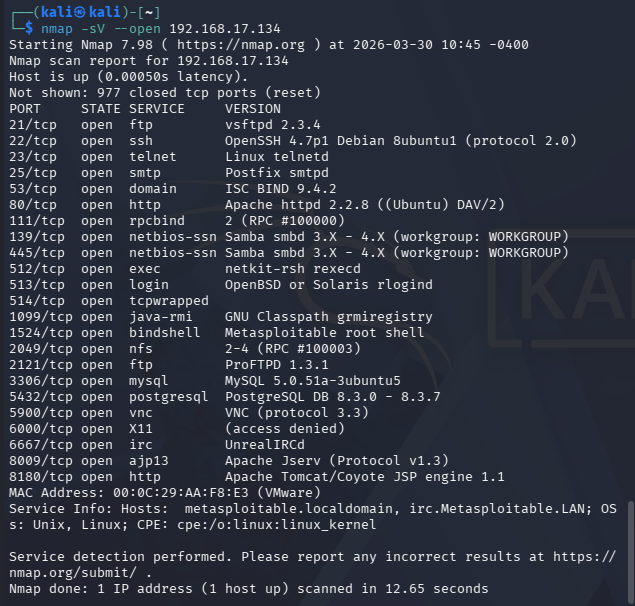 ┌──(kali㉿kali)-[~]
└─$ nmap -sV --open 192.168.17.134
Starting Nmap 7.98 ( https://nmap.org ) at 2026-03-30 10:45 -0400
Nmap scan report for 192.168.17.134
Host is up (0.00050s latency).
Not shown: 977 closed tcp ports (reset)
PORT     STATE SERVICE     VERSION
21/tcp   open  ftp         vsftpd 2.3.4
22/tcp   open  ssh         OpenSSH 4.7p1 Debian 8ubuntu1 (protocol 2.0)
23/tcp   open  telnet      Linux telnetd
25/tcp   open  smtp        Postfix smtpd
53/tcp   open  domain      ISC BIND 9.4.2
80/tcp   open  http        Apache httpd 2.2.8 ((Ubuntu) DAV/2)
111/tcp  open  rpcbind     2 (RPC #100000)
139/tcp  open  netbios-ssn Samba smbd 3.X - 4.X (workgroup: WORKGROUP)
445/tcp  open  netbios-ssn Samba smbd 3.X - 4.X (workgroup: WORKGROUP)
512/tcp  open  exec        netkit-rsh rexecd
513/tcp  open  login       OpenBSD or Solaris rlogind
514/tcp  open  tcpwrapped
1099/tcp open  java-rmi    GNU Classpath grmiregistry
1524/tcp open  bindshell   Metasploitable root shell
2049/tcp open  nfs         2-4 (RPC #100003)
2121/tcp open  ftp         ProFTPD 1.3.1
3306/tcp open  mysql       MySQL 5.0.51a-3ubuntu5
5432/tcp open  postgresql  PostgreSQL DB 8.3.0 - 8.3.7
5900/tcp open  vnc         VNC (protocol 3.3)
6000/tcp open  X11         (access denied)
6667/tcp open  irc         UnrealIRCd
8009/tcp open  ajp13       Apache Jserv (Protocol v1.3)
8180/tcp open  http        Apache Tomcat/Coyote JSP engine 1.1
MAC Address: 00:0C:29:AA:F8:E3 (VMware)
Service Info: Hosts:  metasploitable.localdomain, irc.Metasploitable.LAN; OS
s: Unix, Linux; CPE: cpe:/o:linux:linux_kernel

Service detection performed. Please report any incorrect results at https://
nmap.org/submit/ .
Nmap done: 1 IP address (1 host up) scanned in 12.65 seconds
KA